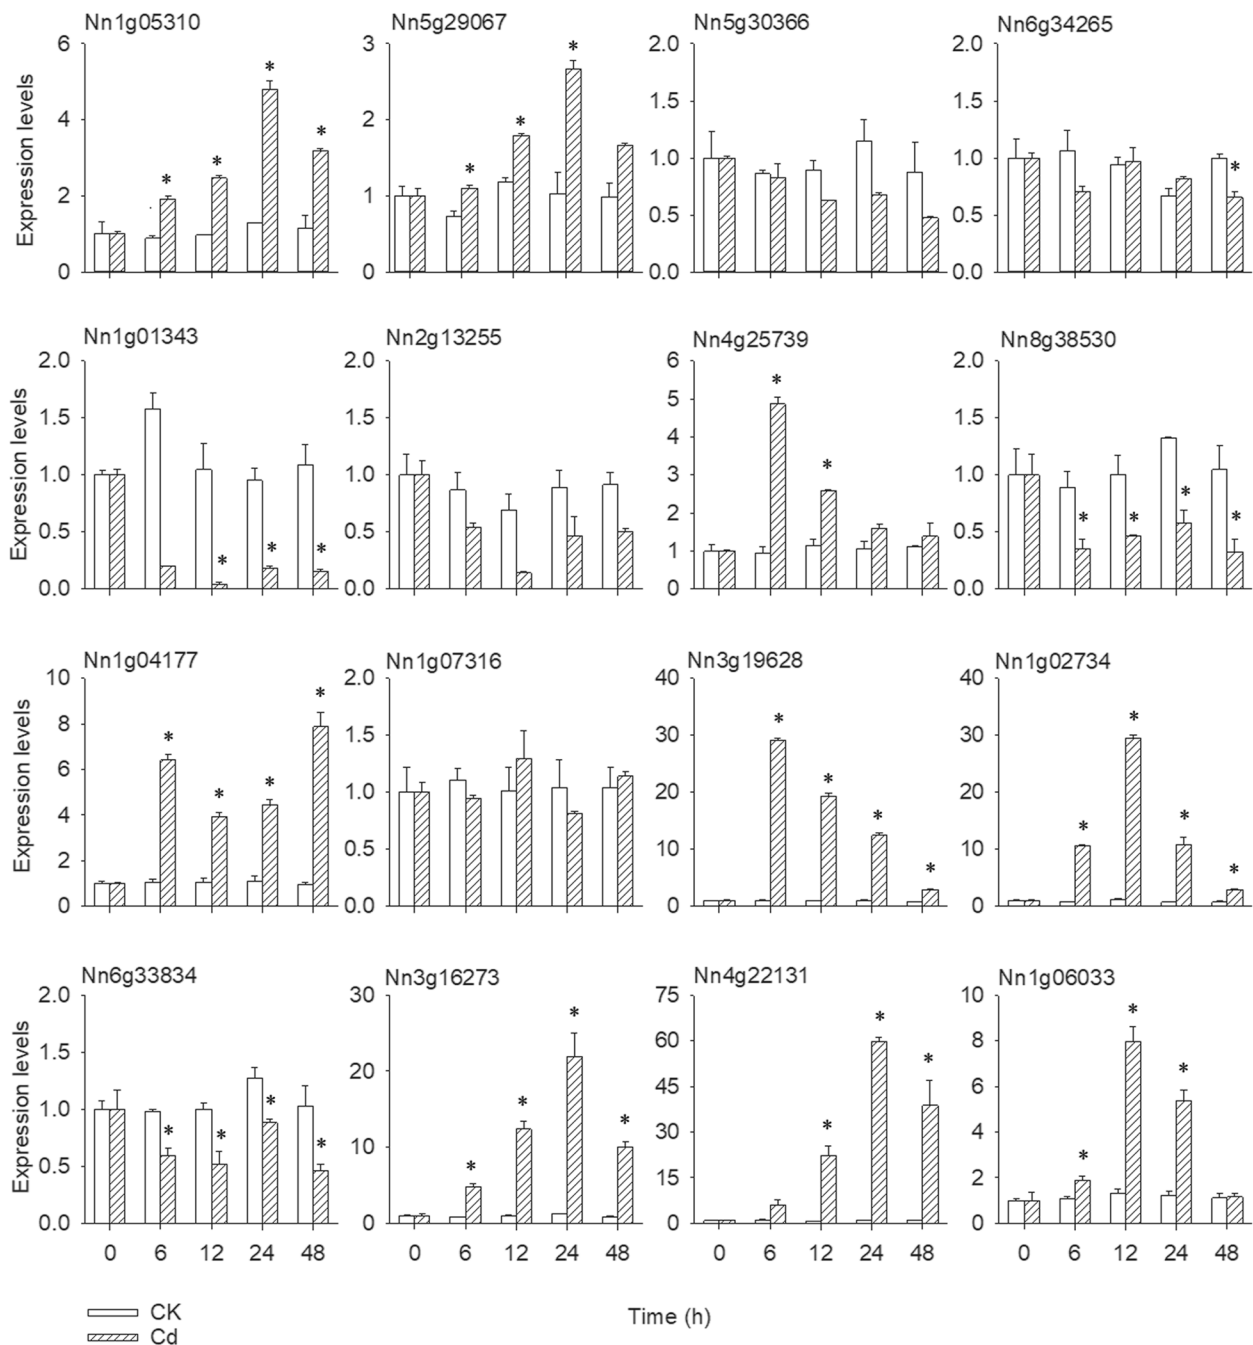 Nn1g05310 Nn5g29067 Nn5g30366 Nn6g34265
Expression levels
6 4 2 0
3 2 1 0
2.0 1.5 1.0 0.5 0.0
2.0 1.5 1.0 0.5 0.0
* * * *
* * *
*
Nn1g01343 Nn2g13255 Nn4g25739 Nn8g38530
Expression levels
2.0 1.5 1.0 0.5 0.0
2.0 1.5 1.0 0.5 0.0
6 5 4 3 2 1 0
2.0 1.5 1.0 0.5 0.0
* * *
* *
* * * *
Nn1g04177 Nn1g07316 Nn3g19628 Nn1g02734
Expression levels
10 8 6 4 2 0
2.0 1.5 1.0 0.5 0.0
40 30 20 10 0
40 30 20 10 0
* * * *
* * * *
* * * *
Nn6g33834 Nn3g16273 Nn4g22131 Nn1g06033
Expression levels
2.0 1.5 1.0 0.5 0.0
30 20 10 0
75 60 45 30 15 0
10 8 6 4 2 0
* * * *
* * * *
* * *
* * *
0 6 12 24 48 0 6 12 24 48 0 6 12 24 48 0 6 12 24 48
CK
Cd
Time (h)